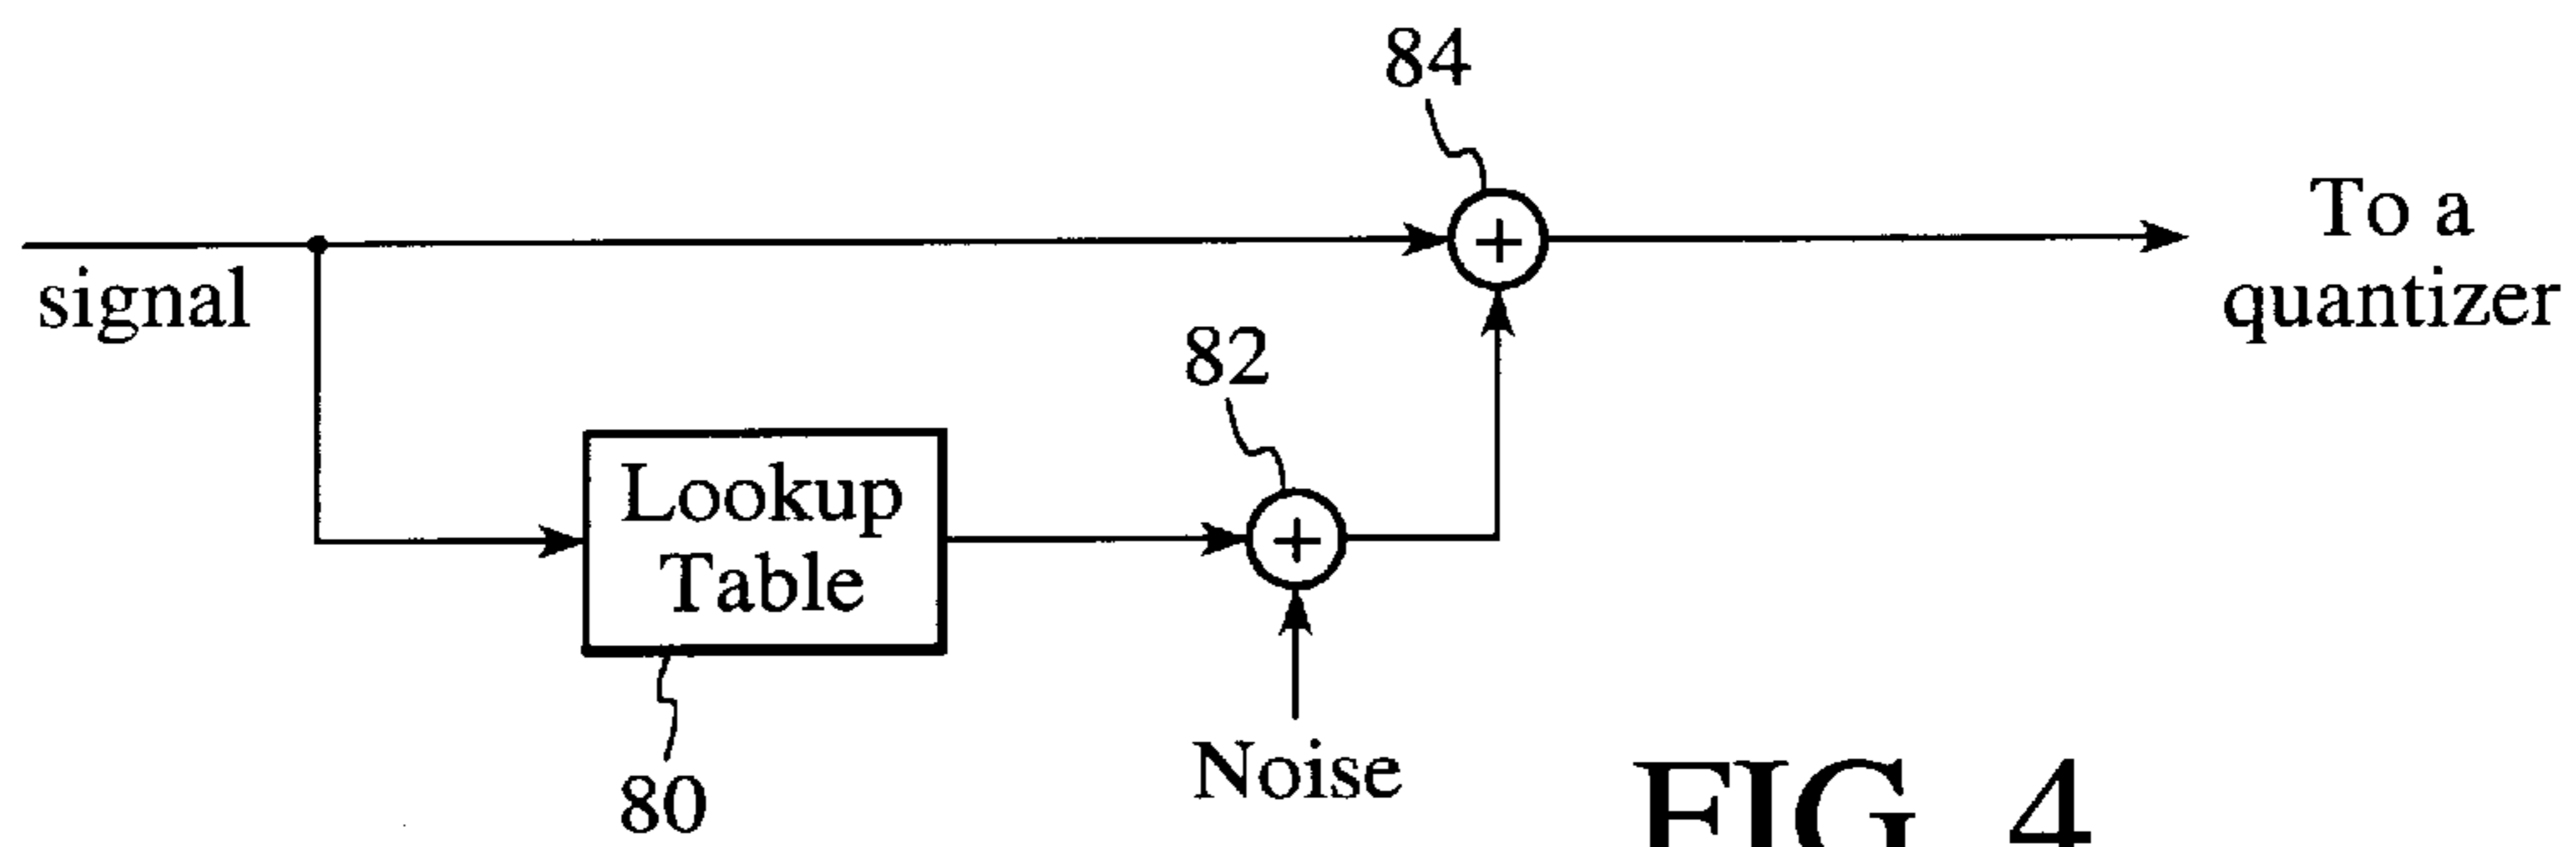 84
+
To a
quantizer
signal
82
Lookup
Table
+
Noise
80
FIG. 4